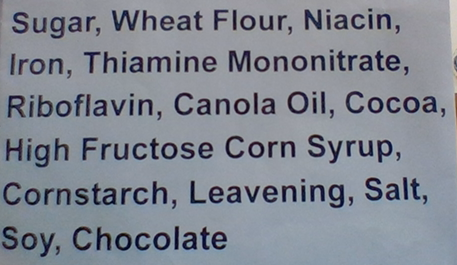 Sugar, Wheat Flour, Niacin,
Iron, Thiamine Mononitrate,
Riboflavin, Canola Oil, Cocoa,
High Fructose Corn Syrup,
Cornstarch, Leavening, Salt,
Soy, Chocolate